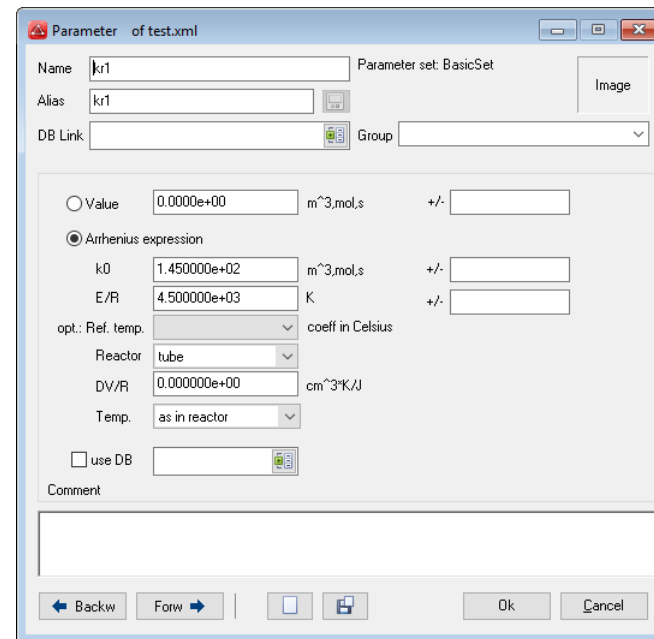 Parameter of test.xml
Name kr1 Parameter set: BasicSet
Image
Alias kr1
DB Link Group
Value 0.0000e+00 m^3,mol,s +/-
Arrhenius expression
k0 1.450000e+02 m^3,mol,s +/-
E/R 4.500000e+03 K +/-
opt.: Ref. temp. coeff in Celsius
Reactor tube
DV/R 0.000000e+00 cm^3*K/J
Temp. as in reactor
use DB
Comment
Backw Forw Ok Cancel